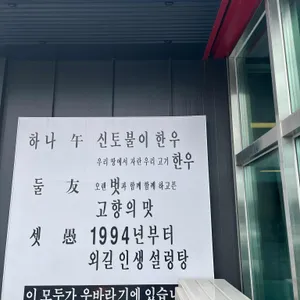 하나 午 신토불이 한우
우리 땅에서 자란 우리 고기 한우
둘 友 오랜 벗과 함께 할께 하고픈
고향의 맛
셋 愚 1994년부터
외길 인생 설렁탕
이 모두가 우바라기에 있습니